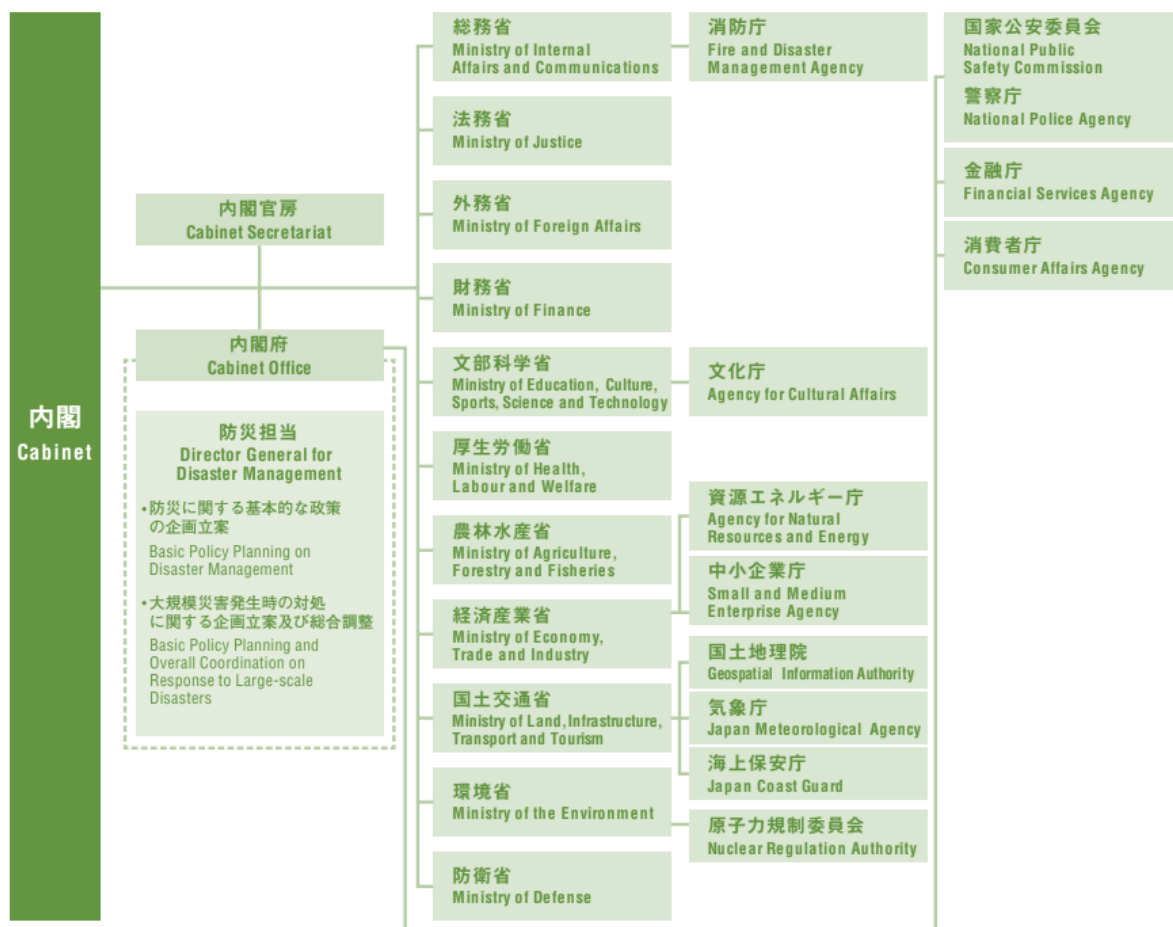 内閣
Cabinet
内閣官房
Cabinet Secretariat
内閣府
Cabinet Office
防災担当
Director General for
Disaster Management
•防災に関する基本的な政策
の企画立案
Basic Policy Planning on
Disaster Management
•大規模災害発生時の対処
に関する企画立案及び総合調整
Basic Policy Planning and
Overall Coordination on
Response to Large-scale
Disasters
総務省
Ministry of Internal
Affairs and Communications
法務省
Ministry of Justice
外務省
Ministry of Foreign Affairs
財務省
Ministry of Finance
文部科学省
Ministry of Education, Culture,
Sports, Science and Technology
厚生労働省
Ministry of Health,
Labour and Welfare
農林水産省
Ministry of Agriculture,
Forestry and Fisheries
経済産業省
Ministry of Economy,
Trade and Industry
国土交通省
Ministry of Land, Infrastructure,
Transport and Tourism
環境省
Ministry of the Environment
防衛省
Ministry of Defense
消防庁
Fire and Disaster
Management Agency
文化庁
Agency for Cultural Affairs
資源エネルギー庁
Agency for Natural
Resources and Energy
中小企業庁
Small and Medium
Enterprise Agency
国土地理院
Geospatial Information Authority
気象庁
Japan Meteorological Agency
海上保安庁
Japan Coast Guard
原子力規制委員会
Nuclear Regulation Authority
国家公安委員会
National Public
Safety Commission
警察庁
National Police Agency
金融庁
Financial Services Agency
消費者庁
Consumer Affairs Agency